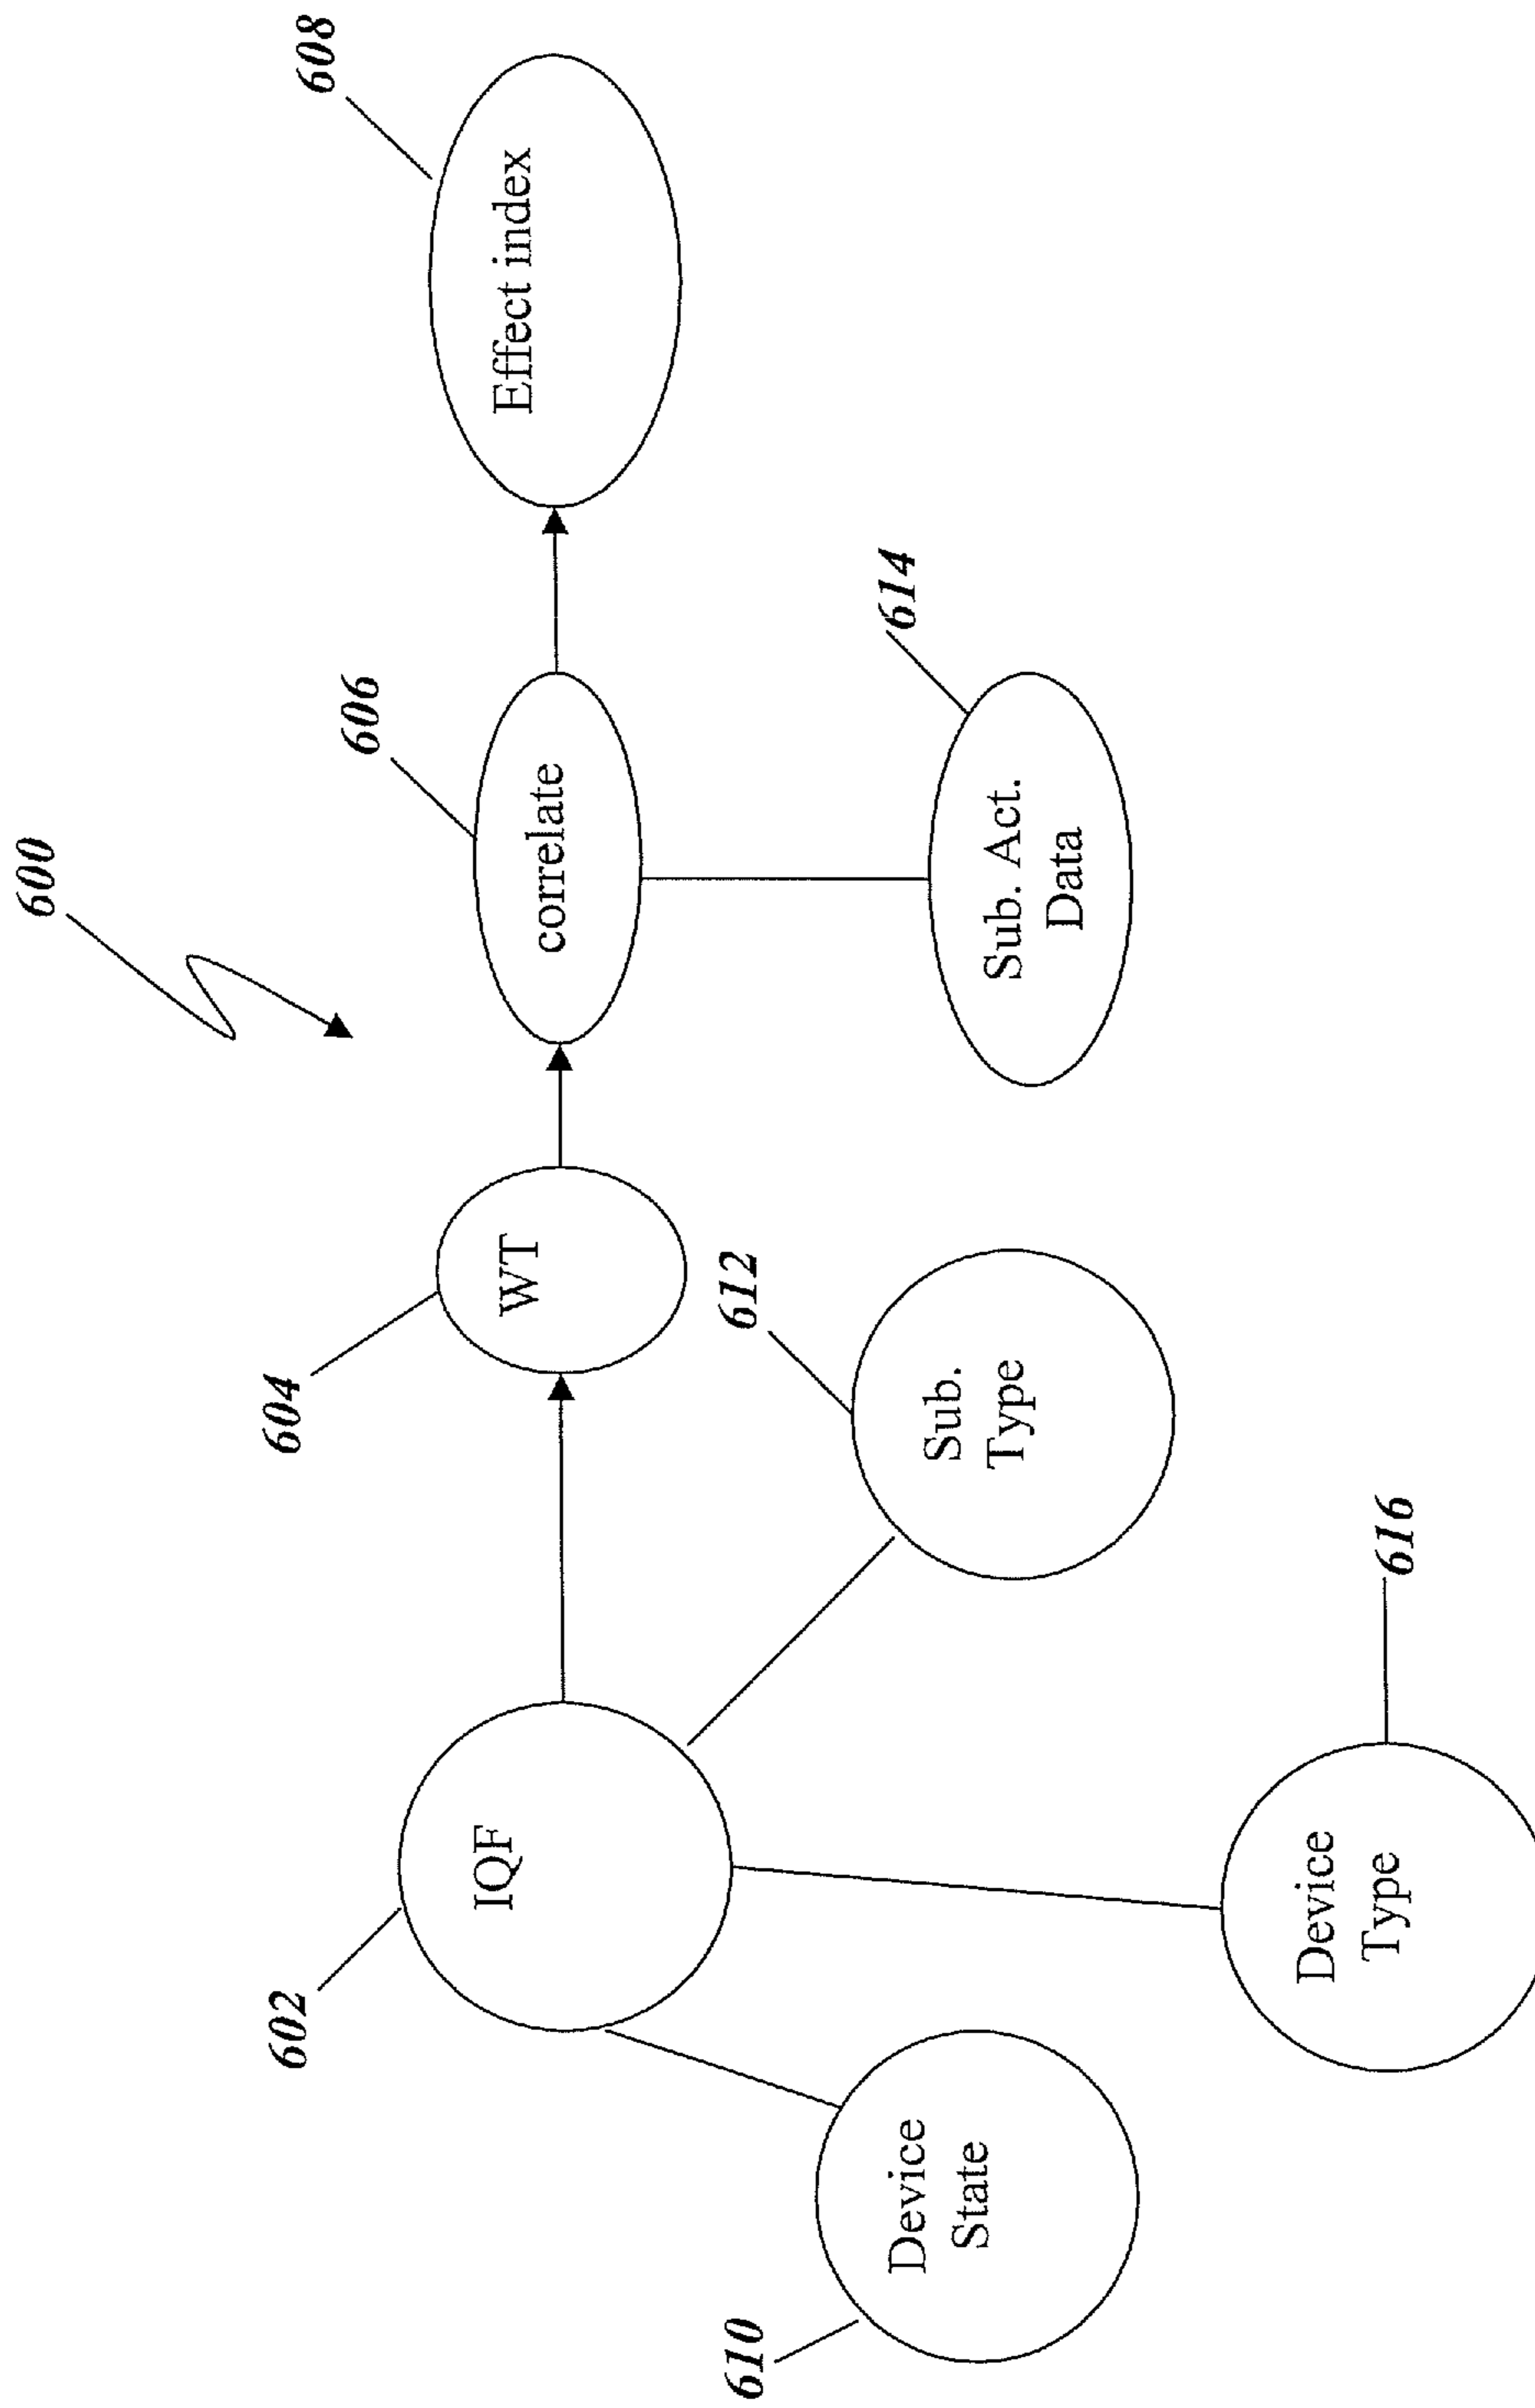 600
602
604
606
608
IQF
WT
correlate
Effect index
610
612
614
616
Device
State
Device
Type
Sub.
Type
Sub. Act.
Data